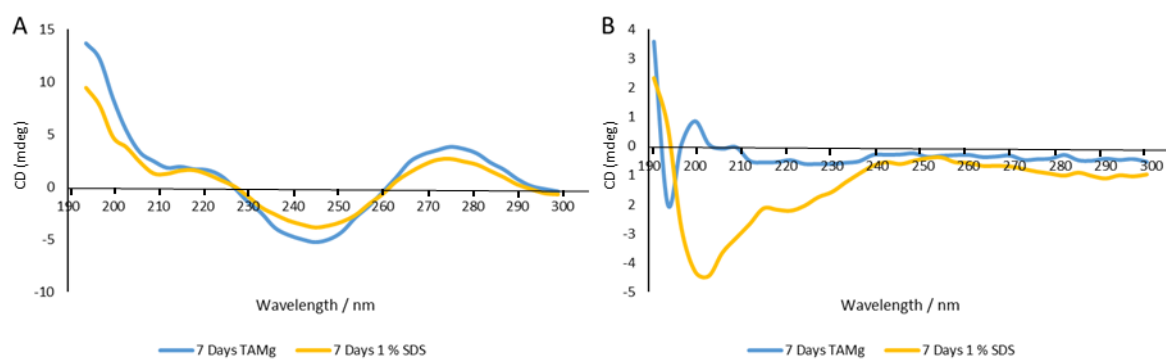 A
15
10
5
0
-5
-10
CD (mdeg)
190 200 210 220 230 240 250 260 270 280 290 300
Wavelength / nm
7 Days TAMg 7 Days 1 % SDS
B
4
3
2
1
0
-1
-2
-3
-4
-5
CD (mdeg)
190 200 210 220 230 240 250 260 270 280 290 300
Wavelength / nm
7 Days TAMg 7 Days 1 % SDS